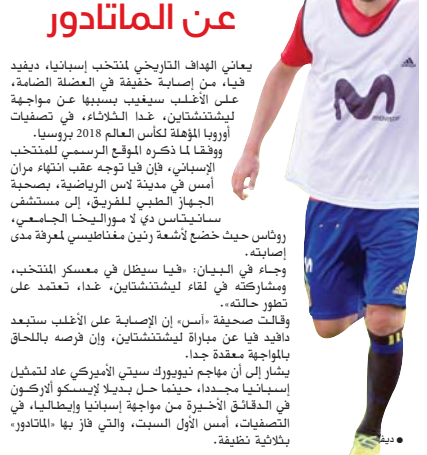 عن الماتادور
يعاني الهداف التاريخي لمنتخب إسبانيا، ديفيد
فيا، من إصابة خفيفة في العضلة الضامة،
على الأغلب سيغيب بسببها عن مواجهة
ليشتنشتاين، غدا الثلاثاء، في تصفيات
أوروبا المؤهلة لكأس العالم 2018 بروسيا.
ووفقا لما ذكره الموقع الرسمي للمنتخب
الإسباني، فإن فيا توجه عقب انتهاء مران
أمس في مدينة لاس الرياضية، بصحبة
الجهاز الطبي للفريق، إلى مستشفى
سانيتاس دي لا موراليخا الجامعي،
روثاس حيث خضع لأشعة رنين مغناطيسي لمعرفة مدى
إصابته.
وجاء في البيان: «فيا سيظل في معسكر المنتخب،
ومشاركته في لقاء ليشتنشتاين، غدا، تعتمد على
تطور حالته».
وقالت صحيفة «آس» إن الإصابة على الأغلب ستبعد
دافيد فيا عن مباراة ليشتنشتاين، وإن فرصه باللحاق
بالمواجهة معقدة جدا.
يشار إلى أن مهاجم نيويورك سيتي الأميركي عاد لتمثيل
إسبانيا مجددا، حينما حل بديلا لإيسكو ألاركون
في الدقائق الأخيرة من مواجهة إسبانيا وإيطاليا، في
التصفيات، أمس الأول السبت، والتي فاز بها «الماتادور»
بثلاثية نظيفة.
movistar
adidas
● ديف